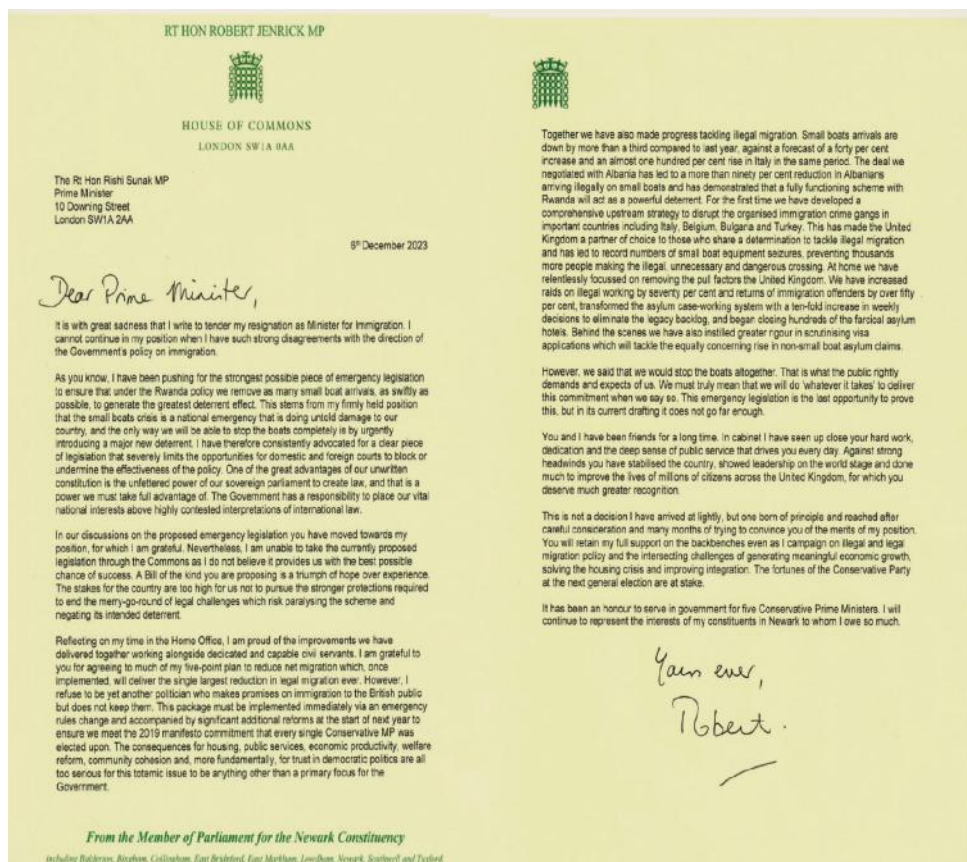 RT HON ROBERT JENRICK MP
HOUSE OF COMMONS
LONDON SW1A 0AA
The Rt Hon Rishi Sunak MP
Prime Minister
10 Downing Street
London SW1A 2AA
6th December 2023
Dear Prime Minister,
It is with great sadness that I write to tender my resignation as Minister for Immigration. I
cannot continue in my position when I have such strong disagreements with the direction of
the Government's policy on immigration.
As you know, I have been pushing for the strongest possible piece of emergency legislation
to ensure that under the Rwanda policy we remove as many small boat arrivals, as swiftly as
possible, to generate the greatest deterrent effect. This stems from my firmly held position
that the small boats crisis is a national emergency that is doing untold damage to our
country, and the only way we will be able to stop the boats completely is by urgently
introducing a major new deterrent. I have therefore consistently advocated for a clear piece
of legislation that severely limits the opportunities for domestic and foreign courts to block or
undermine the effectiveness of the policy. One of the great advantages of our unwritten
constitution is the unfettered power of our sovereign parliament to create law, and that is a
power we must take full advantage of. The Government has a responsibility to place our vital
national interests above highly contested interpretations of international law.
In our discussions on the proposed emergency legislation you have moved towards my
position, for which I am grateful. Nevertheless, I am unable to take the currently proposed
legislation through the Commons as I do not believe it provides us with the best possible
chance of success. A Bill of the kind you are proposing is a triumph of hope over experience.
The stakes for the country are too high for us not to pursue the stronger protections required
to end the merry-go-round of legal challenges which risk paralysing the scheme and
negating its intended deterrent.
Reflecting on my time in the Home Office, I am proud of the improvements we have
delivered together working alongside dedicated and capable civil servants. I am grateful to
you for agreeing to much of my five-point plan to reduce net migration which, once
implemented, will deliver the single largest reduction in legal migration ever. However, I
refuse to be yet another politician who makes promises on immigration to the British public
but does not keep them. This package must be implemented immediately via an emergency
rules change and accompanied by significant additional reforms at the start of next year to
ensure we meet the 2019 manifesto commitment that every single Conservative MP was
elected upon. The consequences for housing, public services, economic productivity, welfare
reform, community cohesion and, more fundamentally, for trust in democratic politics are all
too serious for this totemic issue to be anything other than a primary focus for the
Government.
From the Member of Parliament for the Newark Constituency
including Balderton, Bingham, Collingham, East Bridgford, East Markham, Lowdham, Newark, Southwell and Tuxford
Together we have also made progress tackling illegal migration. Small boats arrivals are
down by more than a third compared to last year, against a forecast of a forty per cent
increase and an almost one hundred per cent rise in Italy in the same period. The deal we
negotiated with Albania has led to a more than ninety per cent reduction in Albanians
arriving illegally on small boats and has demonstrated that a fully functioning scheme with
Rwanda will act as a powerful deterrent. For the first time we have developed a
comprehensive upstream strategy to disrupt the organised immigration crime gangs in
important countries including Italy, Belgium, Bulgaria and Turkey. This has made the United
Kingdom a partner of choice to those who share a determination to tackle illegal migration
and has led to record numbers of small boat equipment seizures, preventing thousands
more people making the illegal, unnecessary and dangerous crossing. At home we have
relentlessly focussed on removing the pull factors the United Kingdom. We have increased
raids on illegal working by seventy per cent and returns of immigration offenders by over fifty
per cent, transformed the asylum case-working system with a ten-fold increase in weekly
decisions to eliminate the legacy backlog, and began closing hundreds of the farcical asylum
hotels. Behind the scenes we have also instilled greater rigour in scrutinising visa
applications which will tackle the equally concerning rise in non-small boat asylum claims.
However, we said that we would stop the boats altogether. That is what the public rightly
demands and expects of us. We must truly mean that we will do 'whatever it takes' to deliver
this commitment when we say so. This emergency legislation is the last opportunity to prove
this, but in its current drafting it does not go far enough.
You and I have been friends for a long time. In cabinet I have seen up close your hard work,
dedication and the deep sense of public service that drives you every day. Against strong
headwinds you have stabilised the country, showed leadership on the world stage and done
much to improve the lives of millions of citizens across the United Kingdom, for which you
deserve much greater recognition.
This is not a decision I have arrived at lightly, but one born of principle and reached after
careful consideration and many months of trying to convince you of the merits of my position.
You will retain my full support on the backbenches even as I campaign on illegal and legal
migration policy and the intersecting challenges of generating meaningful economic growth,
solving the housing crisis and improving integration. The fortunes of the Conservative Party
at the next general election are at stake.
It has been an honour to serve in government for five Conservative Prime Ministers. I will
continue to represent the interests of my constituents in Newark to whom I owe so much.
Yours ever,
Robert.